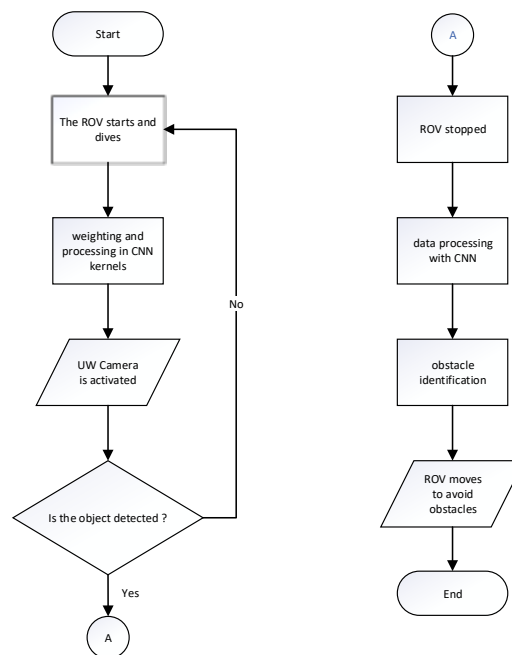 Start
The ROV starts and
dives
weighting and
processing in CNN
kernels
No
UW Camera
is activated
Is the object detected ?
Yes
A
A
ROV stopped
data processing
with CNN
obstacle
identification
ROV moves
to avoid
obstacles
End